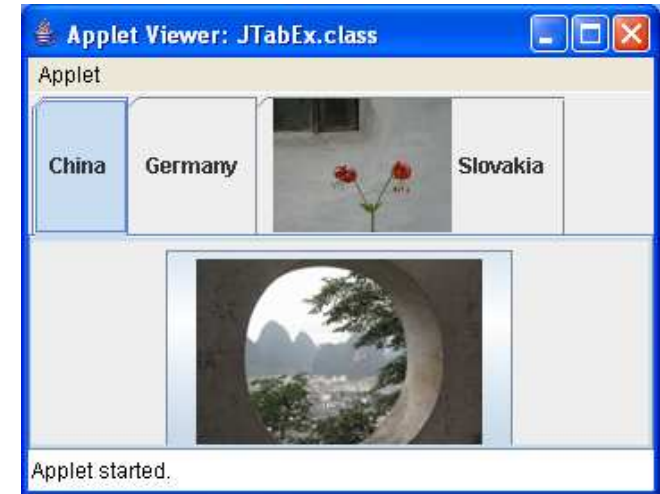 Applet Viewer: JTabEx.class
Applet
China Germany Slovakia
Applet started.